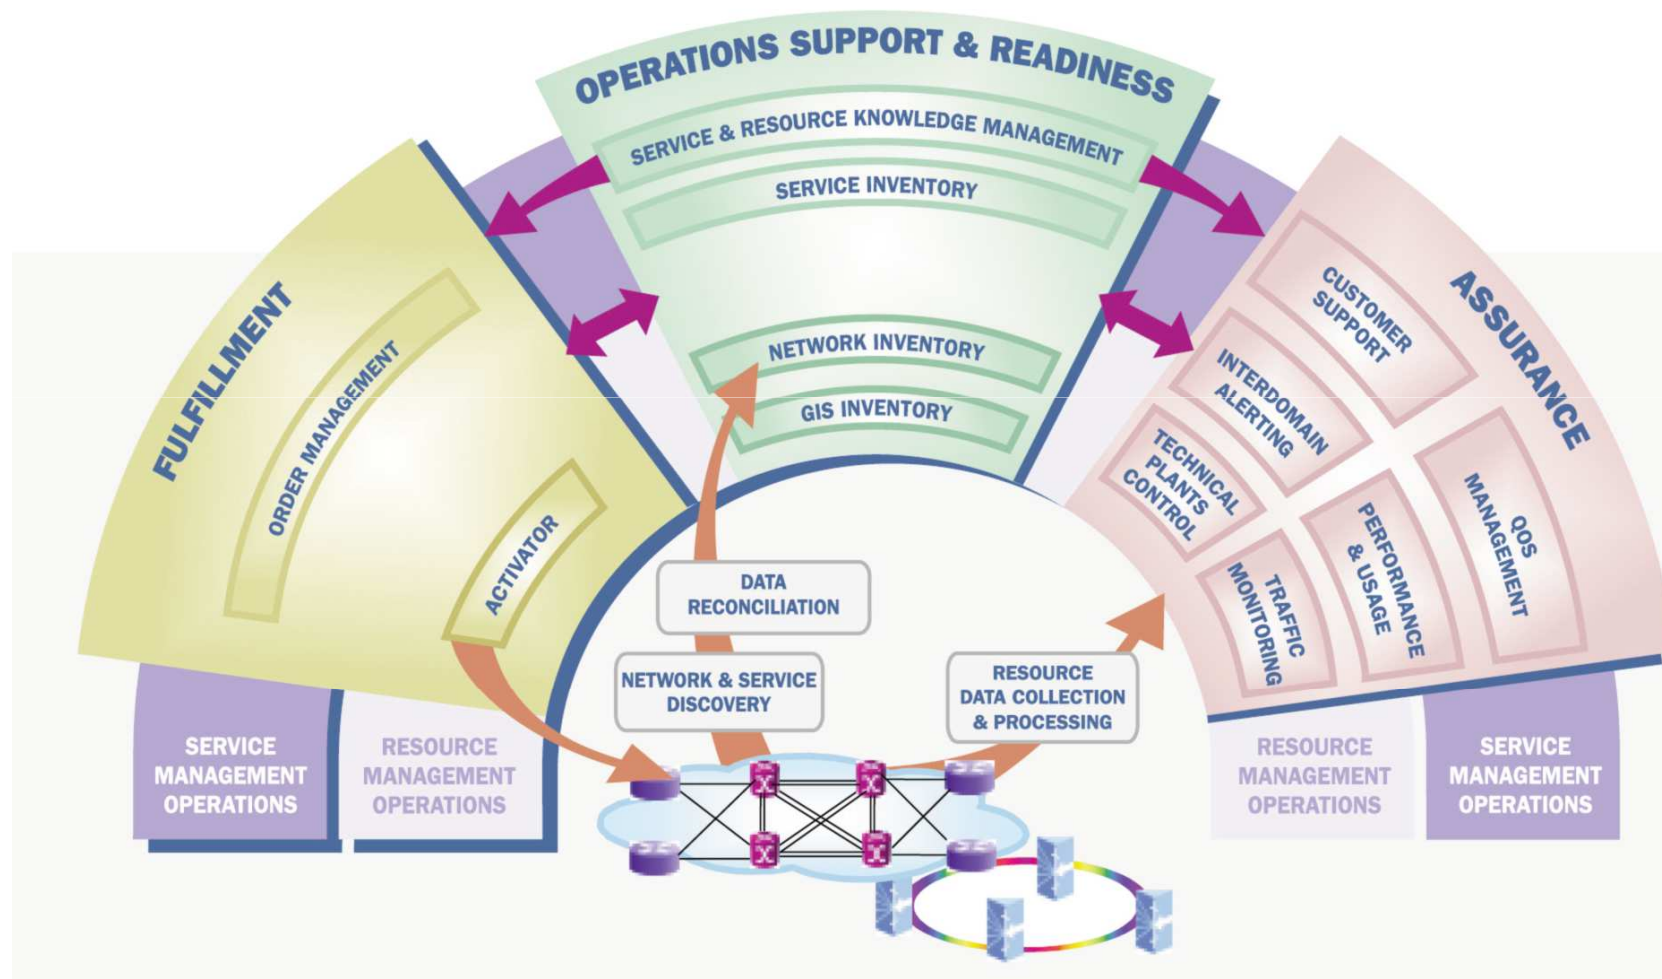 OPERATIONS SUPPORT & READINESS
SERVICE & RESOURCE KNOWLEDGE MANAGEMENT
SERVICE INVENTORY
NETWORK INVENTORY
GIS INVENTORY
FULFILLMENT
ORDER MANAGEMENT
ACTIVATOR
ASSURANCE
CUSTOMER
SUPPORT
INTERDOMAIN
ALERTING
TECHNICAL
PLANTS
CONTROL
QOS
MANAGEMENT
PERFORMANCE
& USAGE
TRAFFIC
MONITORING
DATA
RECONCILIATION
NETWORK & SERVICE
DISCOVERY
RESOURCE
DATA COLLECTION
& PROCESSING
SERVICE
MANAGEMENT
OPERATIONS
RESOURCE
MANAGEMENT
OPERATIONS
RESOURCE
MANAGEMENT
OPERATIONS
SERVICE
MANAGEMENT
OPERATIONS